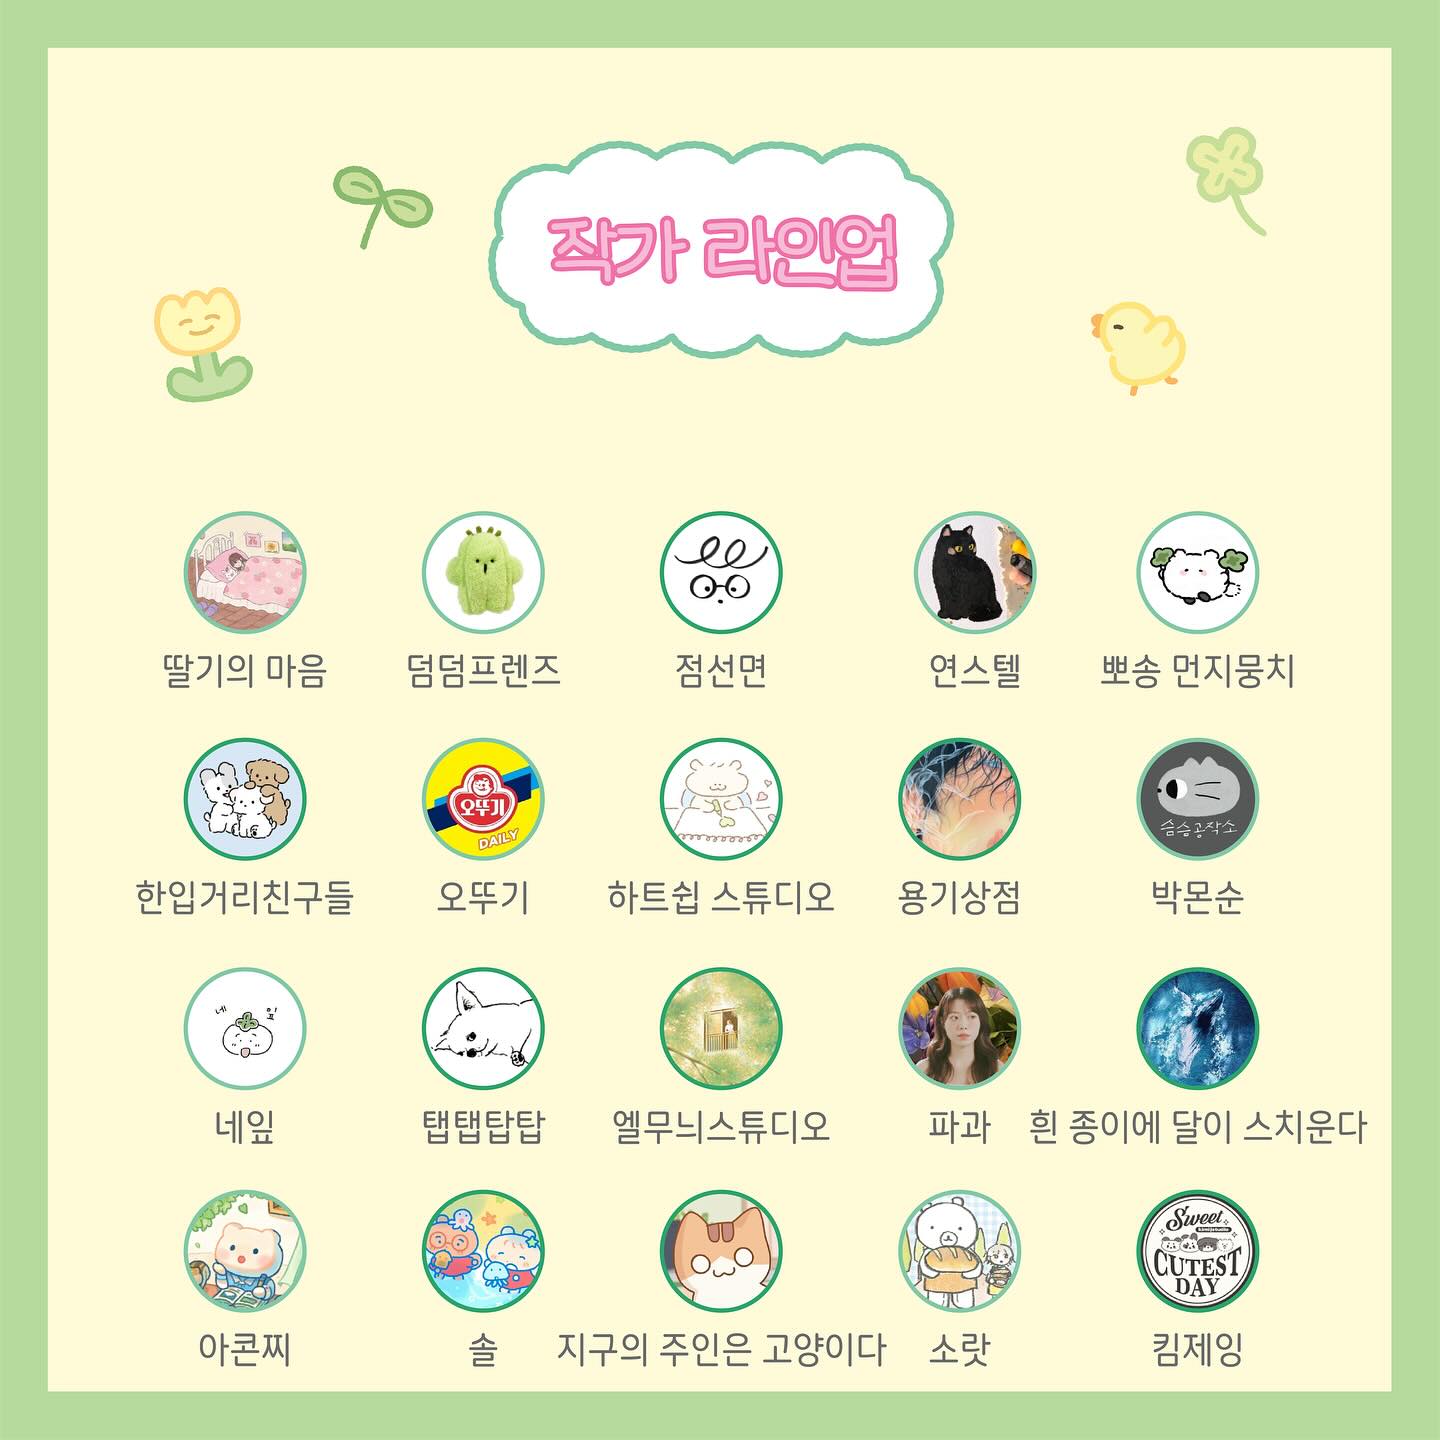 작가 라인업
딸기의 마음
덤덤프렌즈
점선면
연스텔
뽀송 먼지뭉치
오뚜기
DAILY
슴슴공작소
한입거리친구들
오뚜기
하트쉽 스튜디오
용기상점
박몬순
네 잎
네잎
탭탭탑탑
엘무늬스튜디오
파과
흰 종이에 달이 스치운다
Sweet
CUTEST
DAY
아콘찌
솔
지구의 주인은 고양이다
소랏
킴제잉